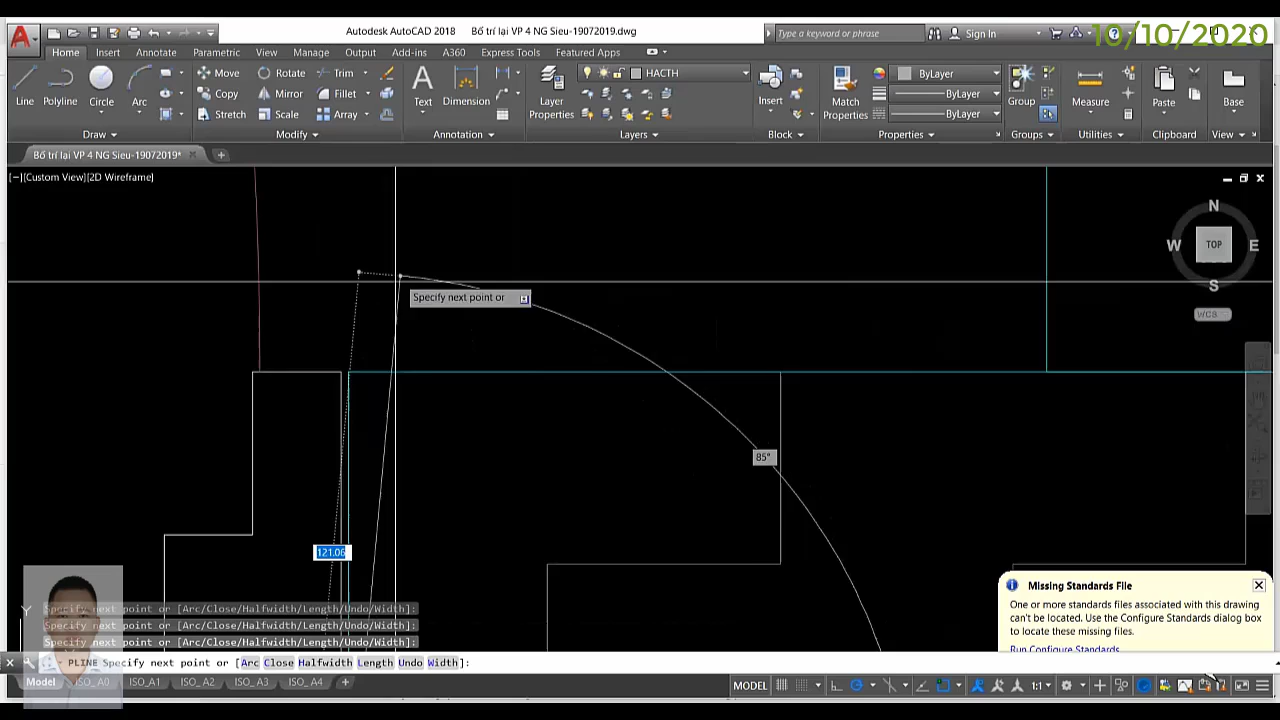 Autodesk AutoCAD 2018 Bố trí lại VP 4 NG Sieu-19072019.dwg
Type a keyword or phrase
Sign In
10/10/2020
Home Insert Annotate Parametric View Manage Output Add-ins A360 Express Tools Featured Apps
Line Polyline Circle Arc
Move Rotate Trim
Copy Mirror Fillet
Stretch Scale Array
Text Dimension
Layer Properties
HACTH
Insert
Match Properties
ByLayer
ByLayer
ByLayer
Group
Measure
Paste
Base
Draw Modify Annotation Layers Block Properties Groups Utilities Clipboard View
Bố trí lại VP 4 NG Sieu-19072019*
[−][Custom View][2D Wireframe]
N
W TOP E
S
WCS
Specify next point or
85°
121.06
Missing Standards File
One or more standards files associated with this drawing
can't be located. Use the Configure Standards dialog box
to locate these missing files.
Run Configure Standards
Y
Specify next point or [Arc/Close/Halfwidth/Length/Undo/Width]:
Specify next point or [Arc/Close/Halfwidth/Length/Undo/Width]:
Specify next point or [Arc/Close/Halfwidth/Length/Undo/Width]:
PLINE Specify next point or [Arc Close Halfwidth Length Undo Width]:
Model ISO_A0 ISO_A1 ISO_A2 ISO_A3 ISO_A4
MODEL 1:1